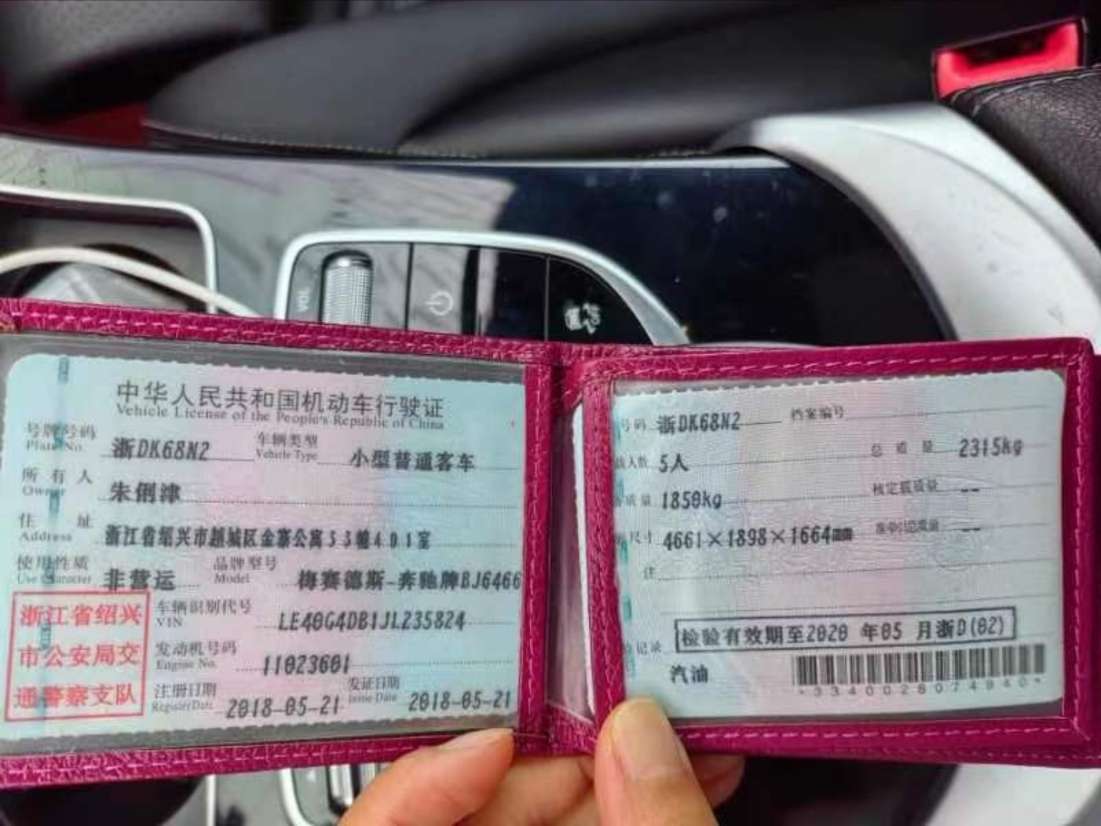 VOL
中华人民共和国机动车行驶证
Vehicle License of the People's Republic of China
号牌号码 浙DK68N2 车辆类型 小型普通客车
Plate No. Vehicle Type
所有人 朱俐津
Owner
住址 浙江省绍兴市越城区金寨公寓53幢401室
Address
使用性质 非营运 品牌型号 梅赛德斯-奔驰牌BJ6466
Use Character Model
浙江省绍兴
市公安局交
通警察支队
车辆识别代号 LE40G4DB1JL235824
VIN
发动机号码 11023601
Engine No.
注册日期 2018-05-21 发证日期 2018-05-21
Register Date Issue Date
号码 浙DK68N2 档案编号
载人数 5人 总质量 2315kg
质量 1850kg 核定载质量 --
尺寸 4661×1898×1664mm 准牵引总质量 --
注
记录 检验有效期至2020年05月浙D(02)
汽油
*3340028074940*